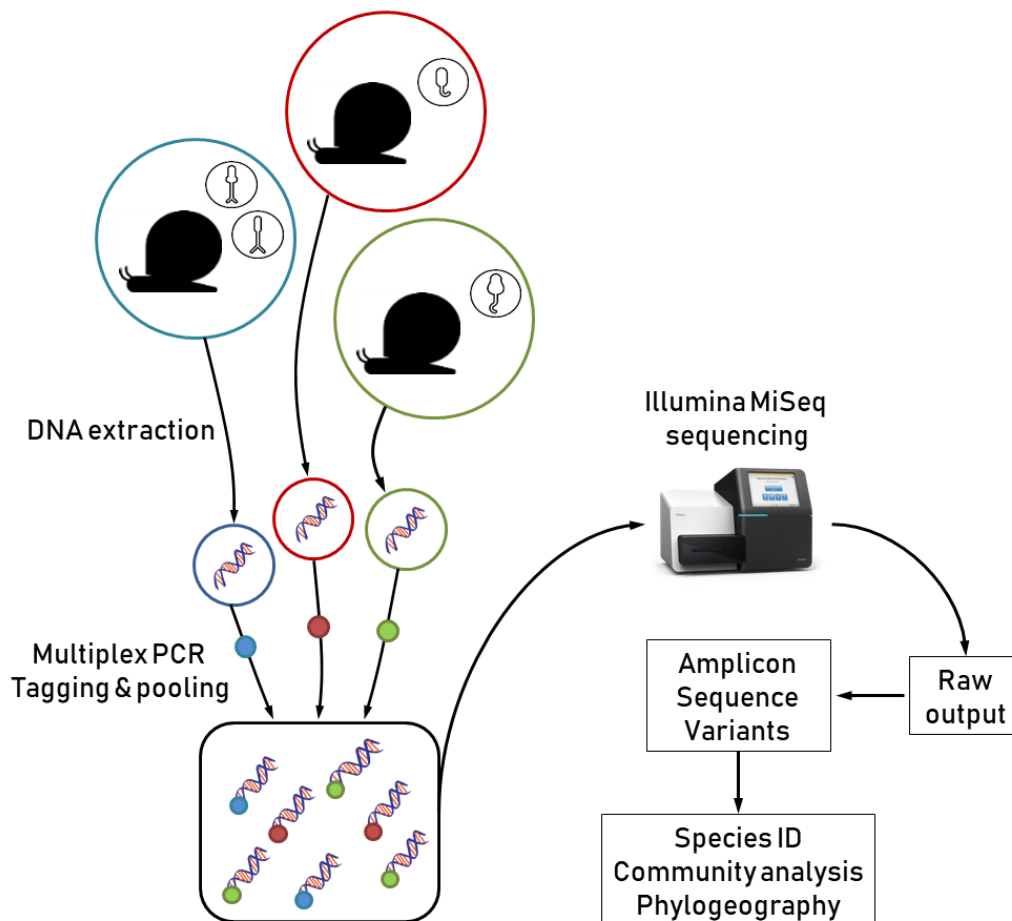 DNA extraction
Illumina MiSeq
sequencing
Multiplex PCR
Tagging & pooling
Amplicon
Sequence
Variants
Raw
output
Species ID
Community analysis
Phylogeography